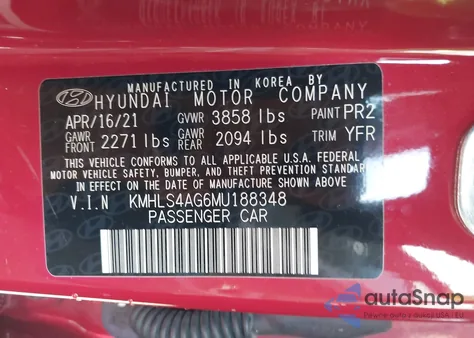 MANUFACTURED IN KOREA BY
HYUNDAI MOTOR COMPANY
APR/16/21 GVWR 3858 lbs PAINT PR2
GAWR FRONT 2271 lbs GAWR REAR 2094 lbs TRIM YFR
THIS VEHICLE CONFORMS TO ALL APPLICABLE U.S.A. FEDERAL
MOTOR VEHICLE SAFETY, BUMPER, AND THEFT PREVENTION STANDARDS
IN EFFECT ON THE DATE OF MANUFACTURE SHOWN ABOVE.
V.I.N KMHLS4AG6MU188348
PASSENGER CAR
autoSnap